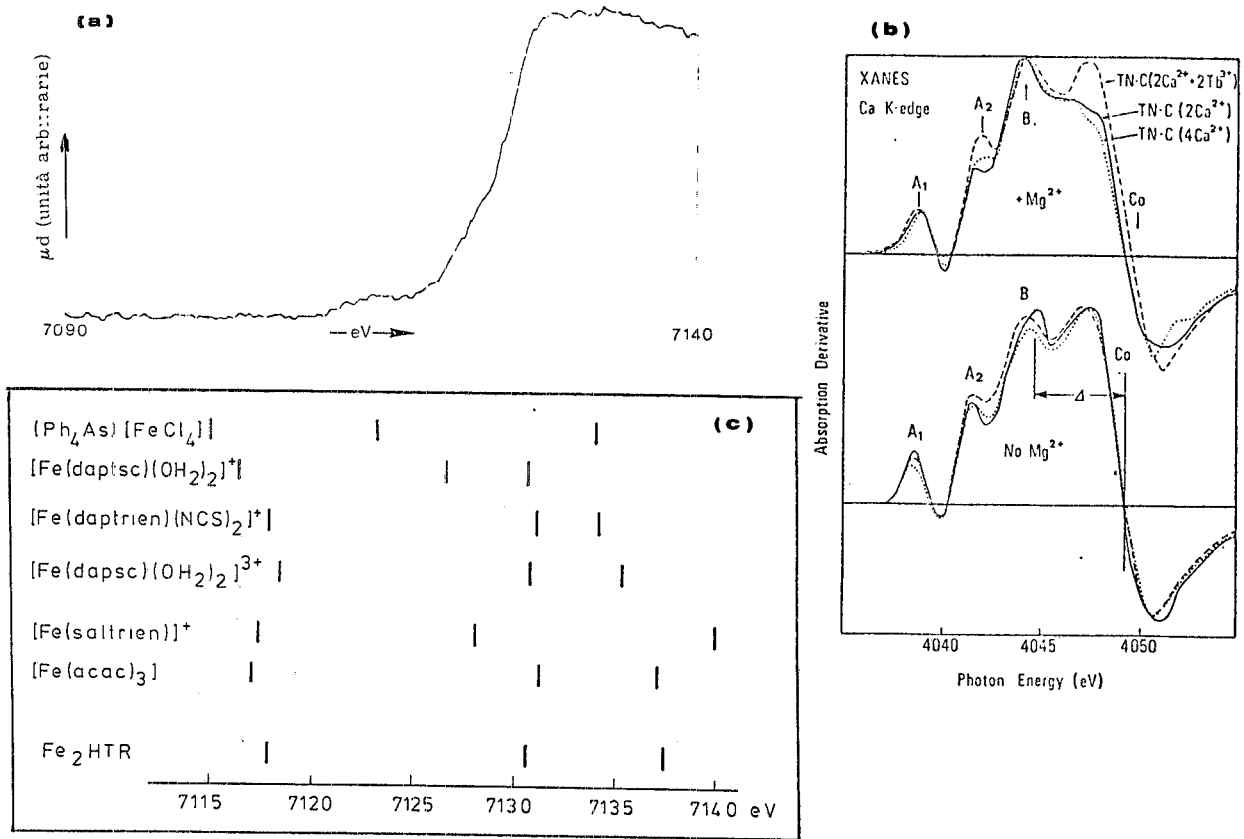 (a)
μd (unità arbitrarie)
7090
eV
7140
(b)
XANES
Ca K-edge
A₁
A₂
B
TN-C(2Ca²⁺+2Tb³⁺)
TN-C(2Ca²⁺)
TN-C(4Ca²⁺)
+Mg²⁺
Co
A₁
A₂
B
Δ
Co
No Mg²⁺
Absorption Derivative
4040
4045
4050
Photon Energy (eV)
(c)
(Ph₄As)[FeCl₄]
[Fe(daptsc)(OH₂)₂]⁺
[Fe(daptrien)(NCS)₂]⁺
[Fe(dapsc)(OH₂)₂]³⁺
[Fe(saltrien)]⁺
[Fe(acac)₃]
Fe₂HTR
7115 7120 7125 7130 7135 7140 eV